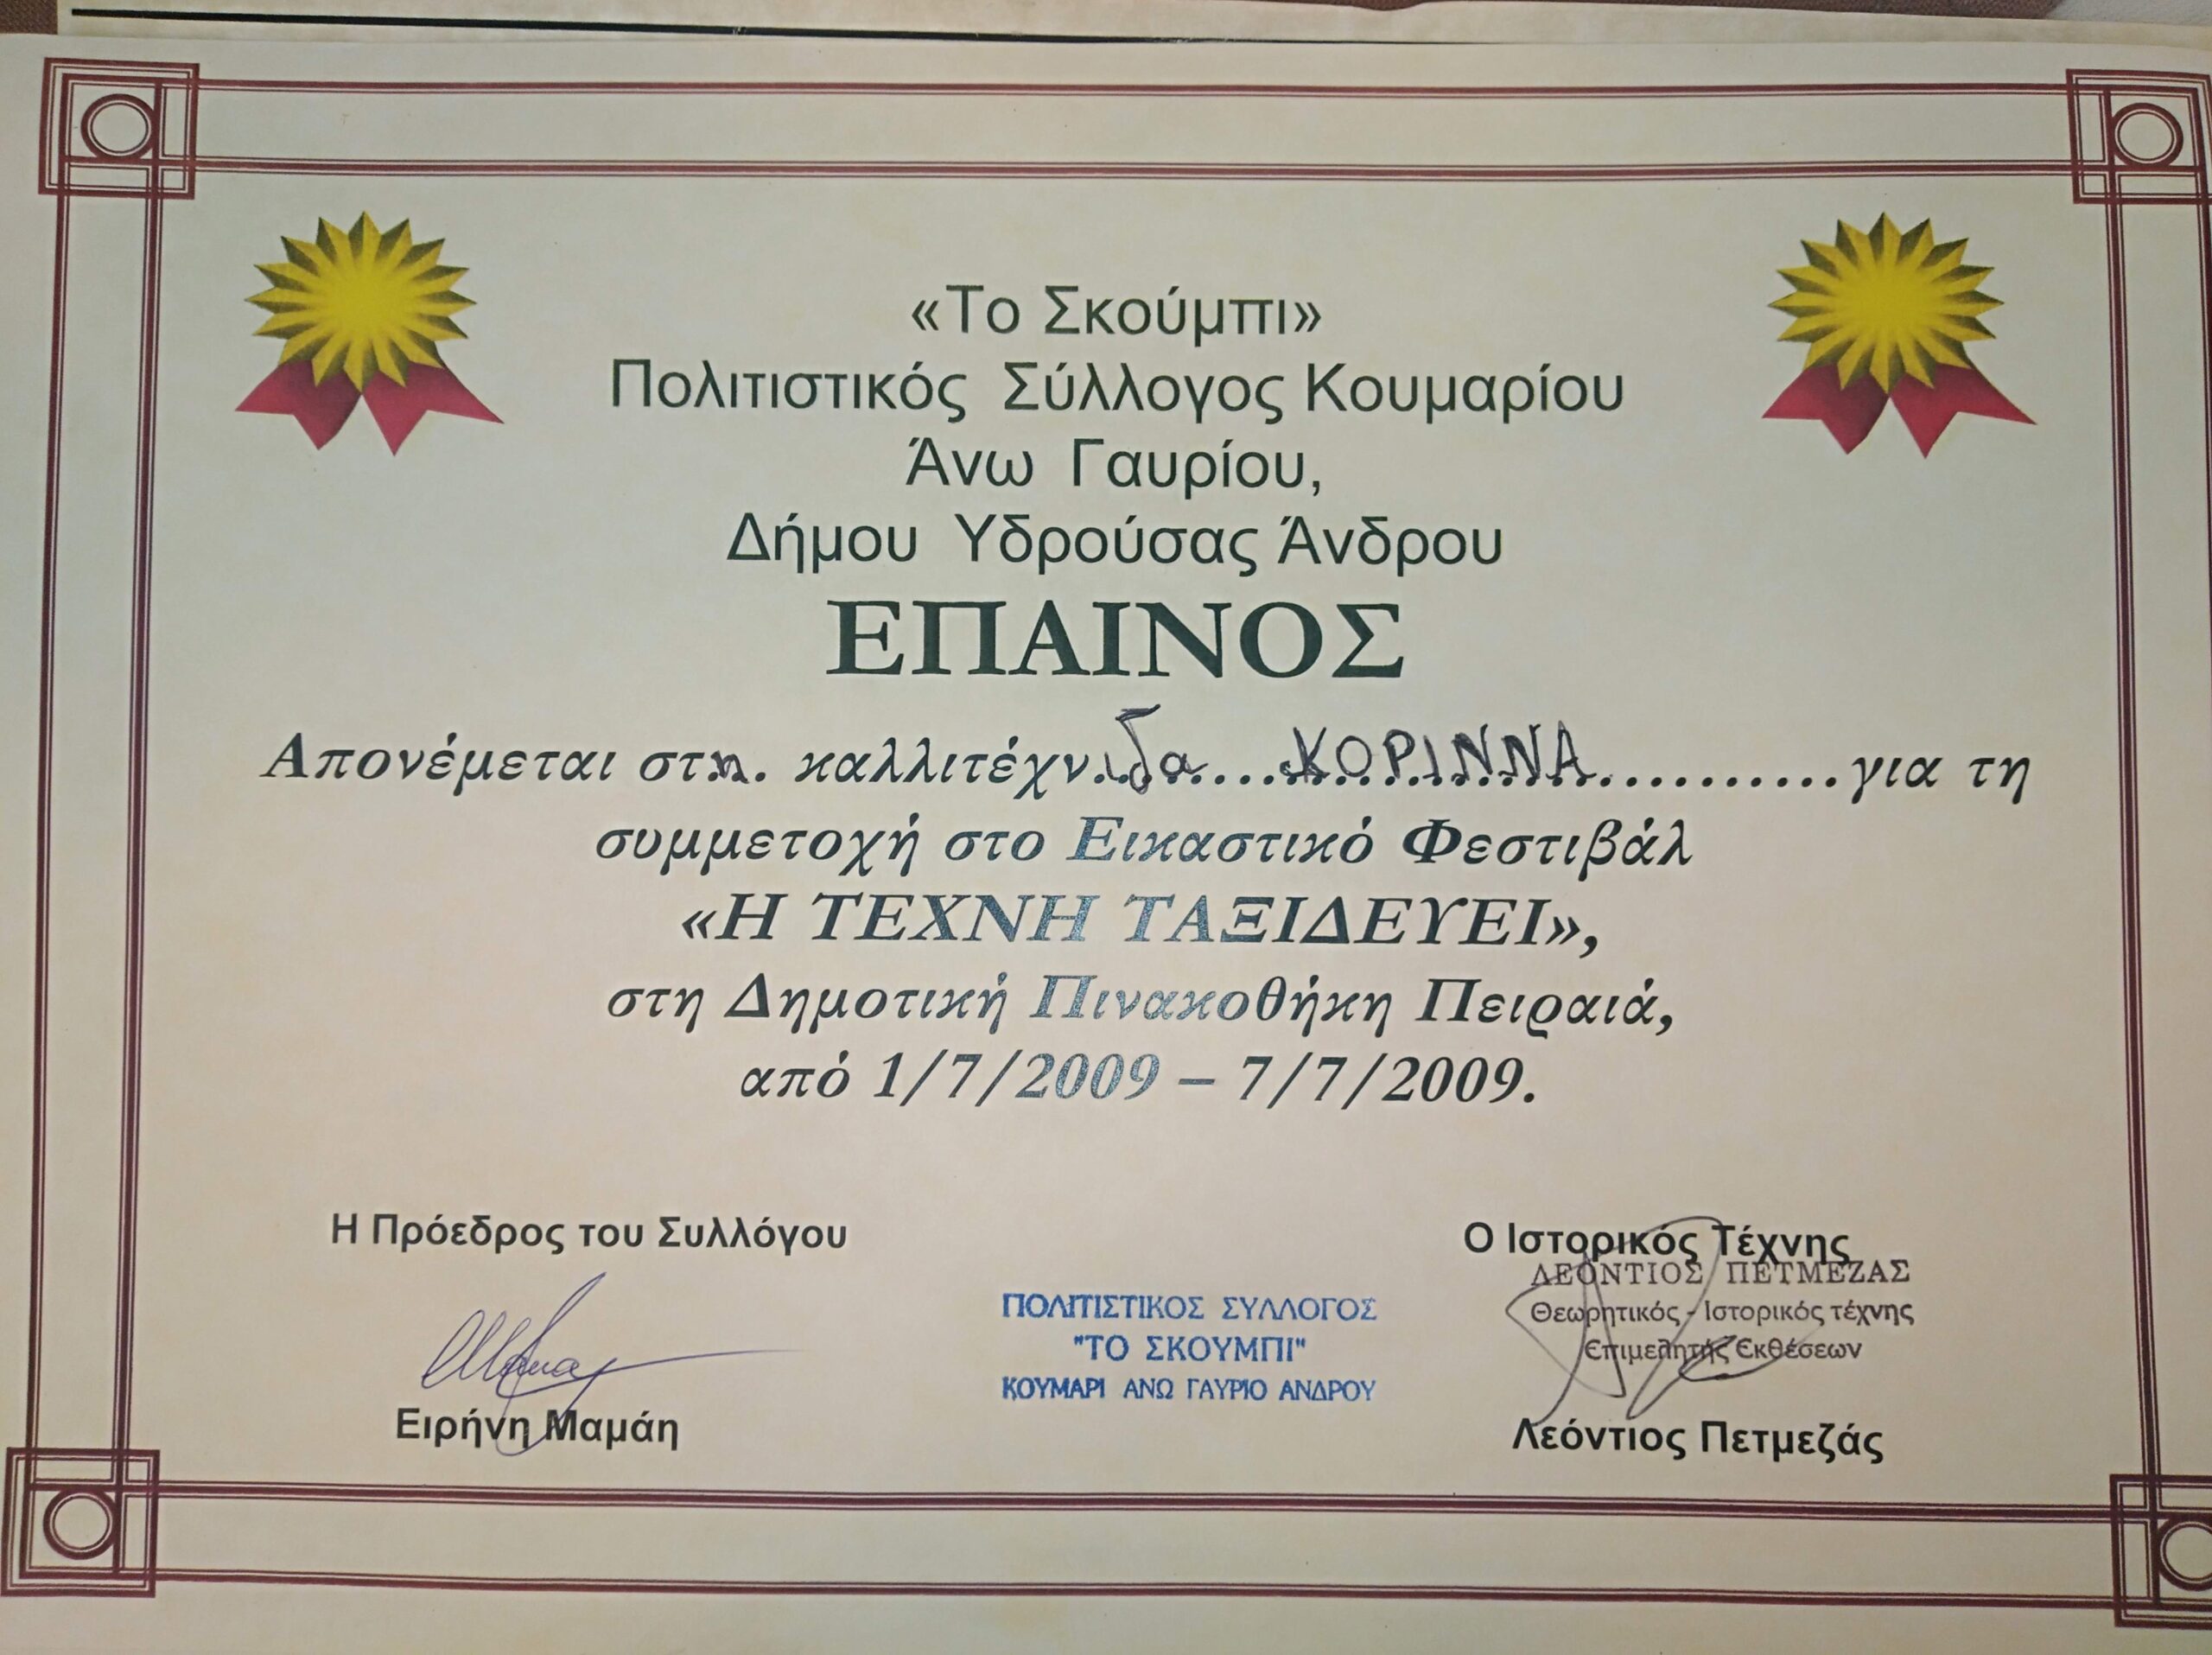 «Το Σκούμπι»
Πολιτιστικός Σύλλογος Κουμαρίου
Άνω Γαυρίου,
Δήμου Υδρούσας Άνδρου
ΕΠΑΙΝΟΣ
Απονέμεται στη. καλλιτέχνιδα....ΚΟΡΙΝΝΑ..........για τη
συμμετοχή στο Εικαστικό Φεστιβάλ
«Η ΤΕΧΝΗ ΤΑΞΙΔΕΥΕΙ»,
στη Δημοτική Πινακοθήκη Πειραιά,
από 1/7/2009 – 7/7/2009.
Η Πρόεδρος του Συλλόγου
Ειρήνη Μαμάη
ΠΟΛΙΤΙΣΤΙΚΟΣ ΣΥΛΛΟΓΟΣ
"ΤΟ ΣΚΟΥΜΠΙ"
ΚΟΥΜΑΡΙ ΑΝΩ ΓΑΥΡΙΟ ΑΝΔΡΟΥ
Ο Ιστορικός Τέχνης
ΛΕΟΝΤΙΟΣ ΠΕΤΜΕΖΑΣ
Θεωρητικός - Ιστορικός τέχνης
Επιμελητής Εκθέσεων
Λεόντιος Πετμεζάς